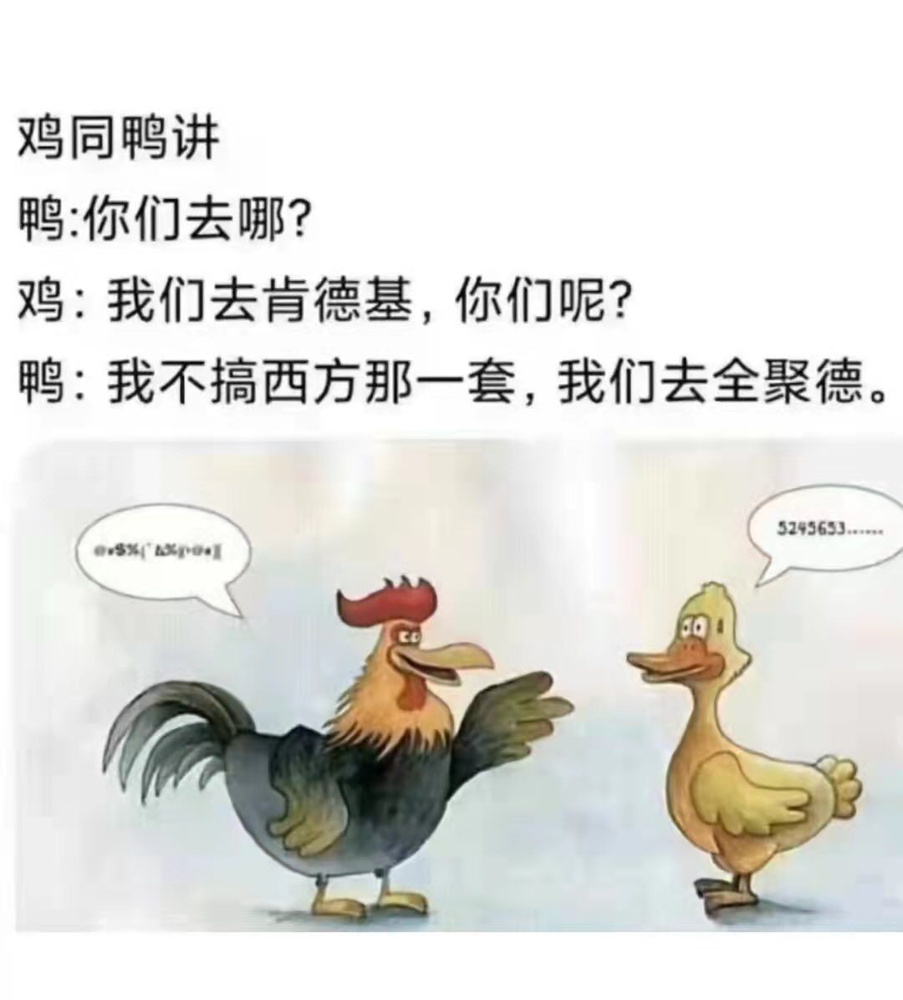 鸡同鸭讲
鸭:你们去哪?
鸡：我们去肯德基，你们呢?
鸭：我不搞西方那一套，我们去全聚德。
5245653......